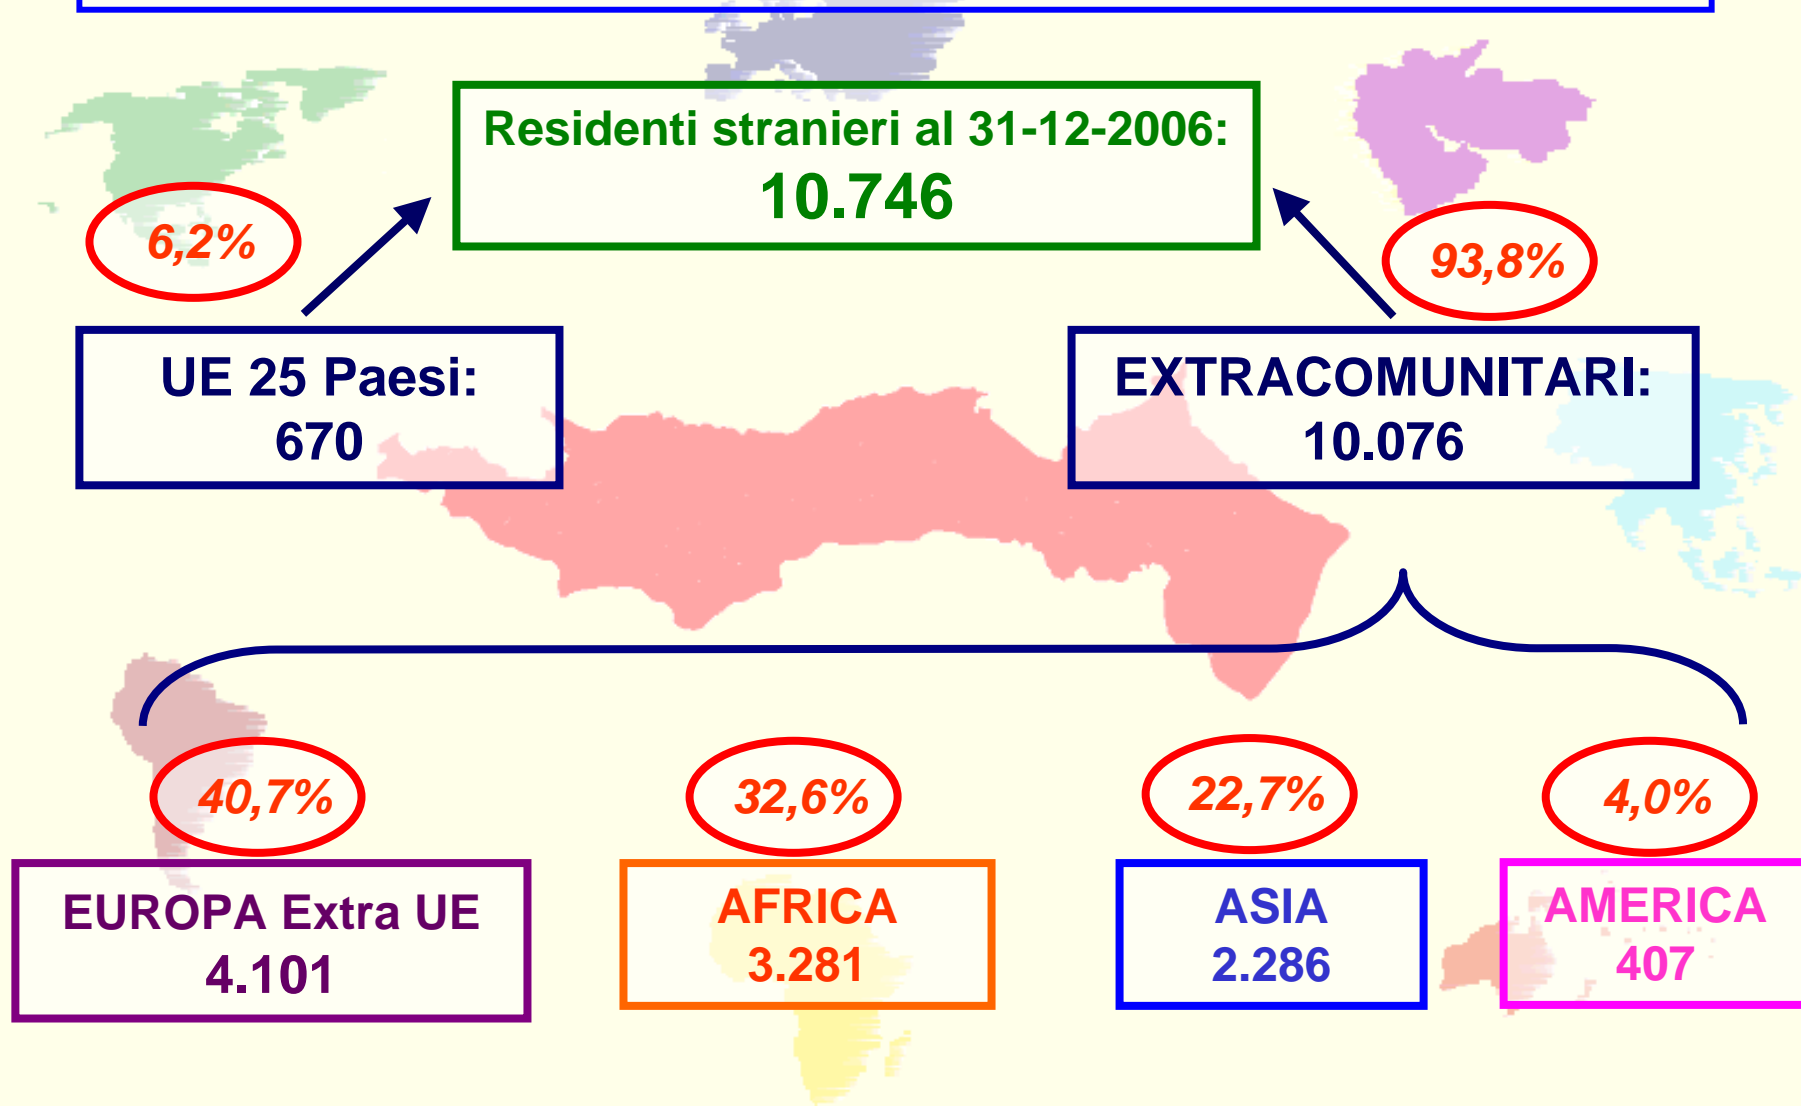 Residenti stranieri al 31-12-2006:
10.746
6,2%
93,8%
UE 25 Paesi:
670
EXTRACOMUNITARI:
10.076
40,7%
32,6%
22,7%
4,0%
EUROPA Extra UE
4.101
AFRICA
3.281
ASIA
2.286
AMERICA
407